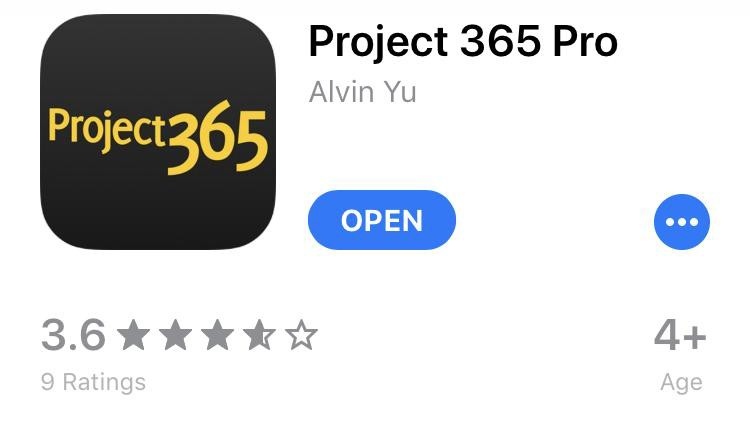 Project365
Project 365 Pro
Alvin Yu
OPEN
3.6
4+
9 Ratings
Age